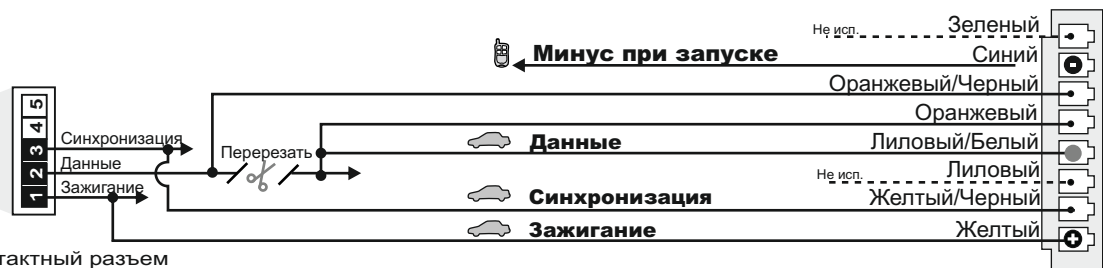 Не исп. Зеленый
Минус при запуске Синий
Оранжевый/Черный
Оранжевый
5
4
3
2
1
Синхронизация
Данные
Зажигание
Перерезать
Данные Лиловый/Белый
Не исп. Лиловый
Синхронизация Желтый/Черный
Зажигание Желтый
тактный разъем